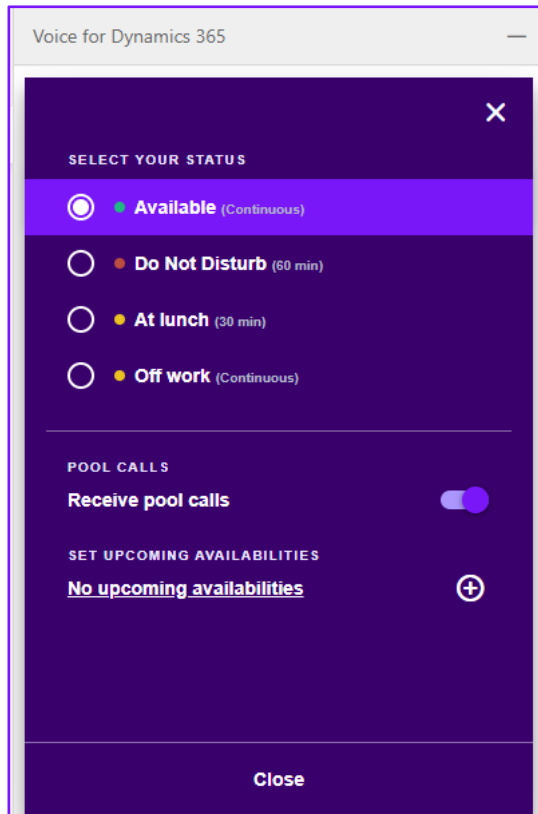 Voice for Dynamics 365
SELECT YOUR STATUS
Available (Continuous)
Do Not Disturb (60 min)
At lunch (30 min)
Off work (Continuous)
POOL CALLS
Receive pool calls
SET UPCOMING AVAILABILITIES
No upcoming availabilities
Close